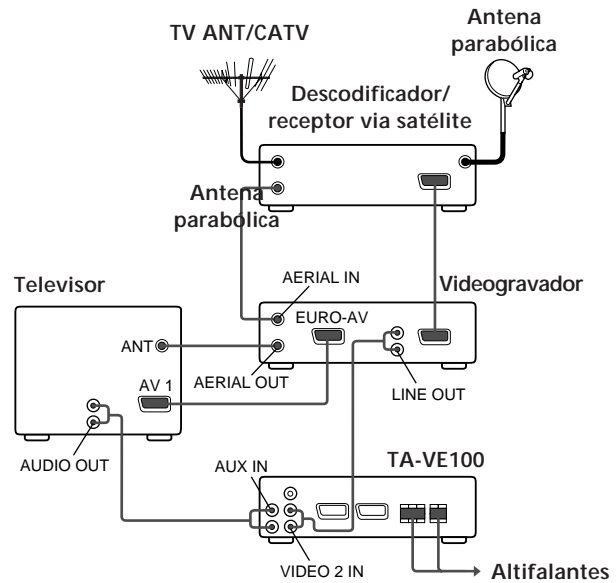 TV ANT/CATV
Antena
parabólica
Descodificador/
receptor via satélite
Antena
parabólica
Televisor
AERIAL IN
Videogravador
EURO-AV
ANT
AERIAL OUT
AV 1
LINE OUT
AUDIO OUT
AUX IN
TA-VE100
VIDEO 2 IN
Altifalantes